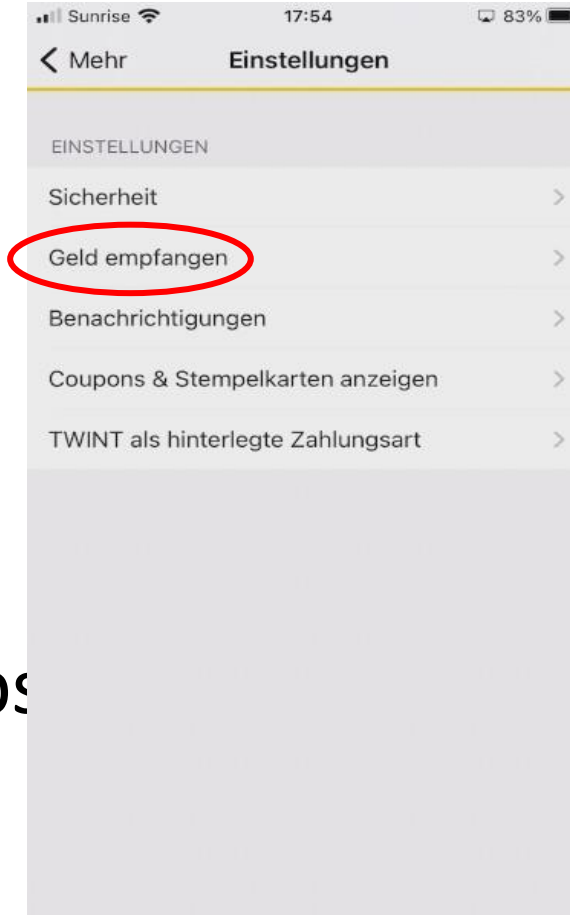 Sunrise 17:54 83%
Mehr Einstellungen
EINSTELLUNGEN
Sicherheit
Geld empfangen
Benachrichtigungen
Coupons & Stempelkarten anzeigen
TWINT als hinterlegte Zahlungsart